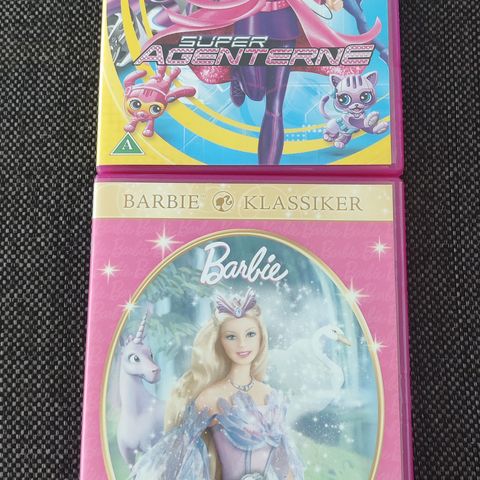 SUPER
AGENTERNE
A
BARBIE KLASSIKER
Barbie